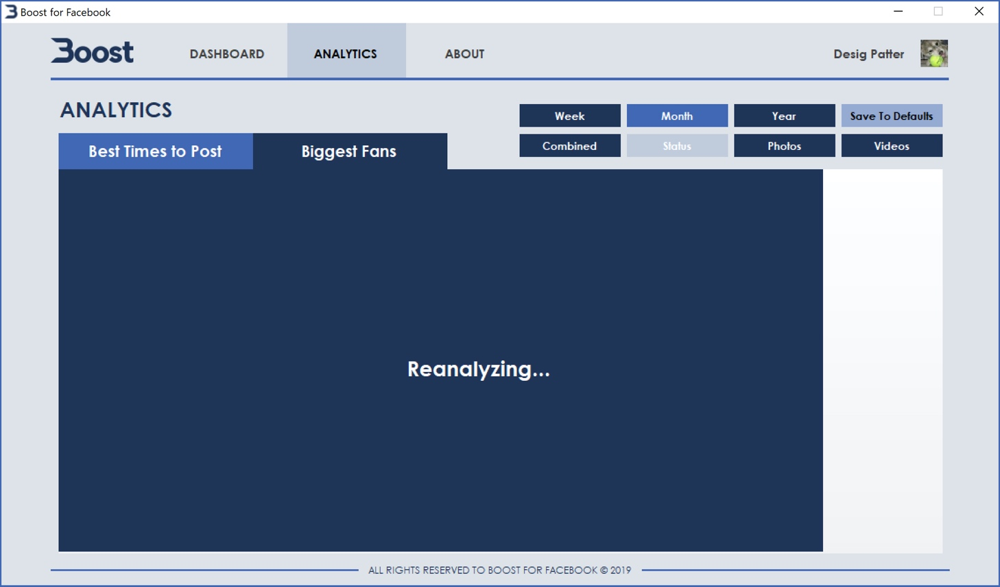 Boost for Facebook
Boost
DASHBOARD
ANALYTICS
ABOUT
Desig Patter
ANALYTICS
Week
Month
Year
Save To Defaults
Combined
Status
Photos
Videos
Best Times to Post
Biggest Fans
Reanalyzing...
ALL RIGHTS RESERVED TO BOOST FOR FACEBOOK © 2019